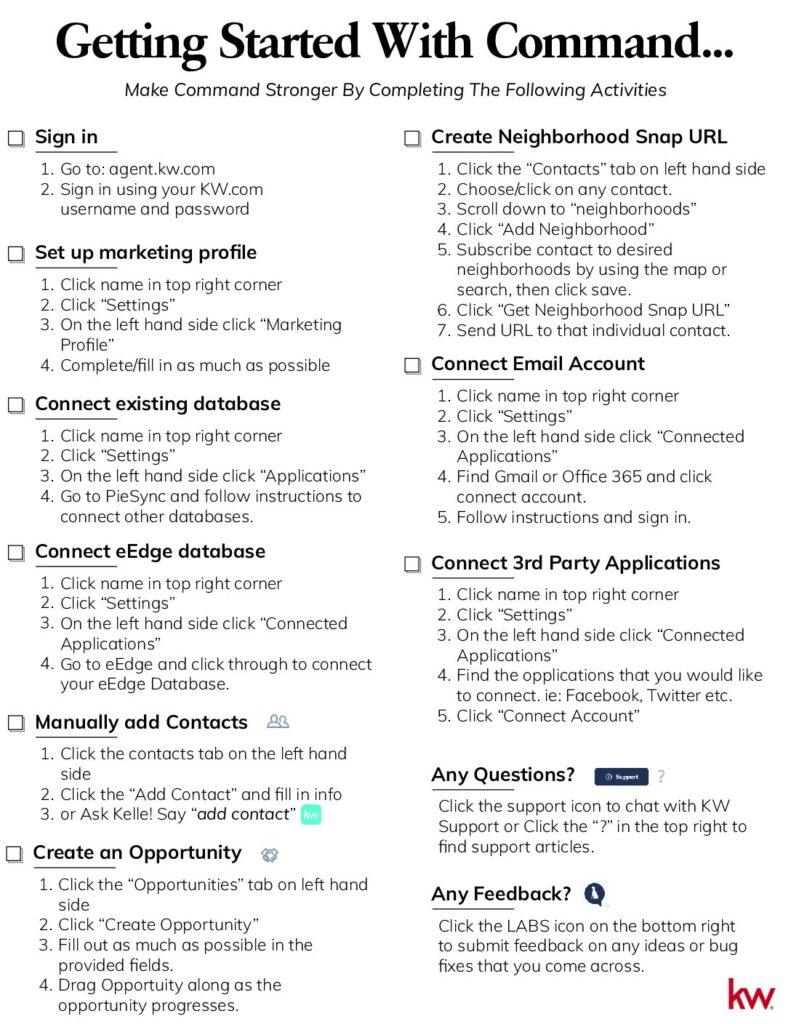 Getting Started With Command...
Make Command Stronger By Completing The Following Activities
Sign in
1. Go to: agent.kw.com
2. Sign in using your KW.com
username and password
Set up marketing profile
1. Click name in top right corner
2. Click “Settings”
3. On the left hand side click “Marketing
Profile”
4. Complete/fill in as much as possible
Connect existing database
1. Click name in top right corner
2. Click “Settings”
3. On the left hand side click “Applications”
4. Go to PieSync and follow instructions to
connect other databases.
Connect eEdge database
1. Click name in top right corner
2. Click “Settings”
3. On the left hand side click “Connected
Applications”
4. Go to eEdge and click through to connect
your eEdge Database.
Manually add Contacts
1. Click the contacts tab on the left hand
side
2. Click the “Add Contact” and fill in info
3. or Ask Kelle! Say “add contact” kw
Create an Opportunity
1. Click the “Opportunities” tab on left hand
side
2. Click “Create Opportunity”
3. Fill out as much as possible in the
provided fields.
4. Drag Opportuity along as the
opportunity progresses.
Create Neighborhood Snap URL
1. Click the “Contacts” tab on left hand side
2. Choose/click on any contact.
3. Scroll down to “neighborhoods”
4. Click “Add Neighborhood”
5. Subscribe contact to desired
neighborhoods by using the map or
search, then click save.
6. Click “Get Neighborhood Snap URL”
7. Send URL to that individual contact.
Connect Email Account
1. Click name in top right corner
2. Click “Settings”
3. On the left hand side click “Connected
Applications”
4. Find Gmail or Office 365 and click
connect account.
5. Follow instructions and sign in.
Connect 3rd Party Applications
1. Click name in top right corner
2. Click “Settings”
3. On the left hand side click “Connected
Applications”
4. Find the opplications that you would like
to connect. ie: Facebook, Twitter etc.
5. Click “Connect Account”
Any Questions? Support ?
Click the support icon to chat with KW
Support or Click the “?” in the top right to
find support articles.
Any Feedback?
Click the LABS icon on the bottom right
to submit feedback on any ideas or bug
fixes that you come across.
kw.